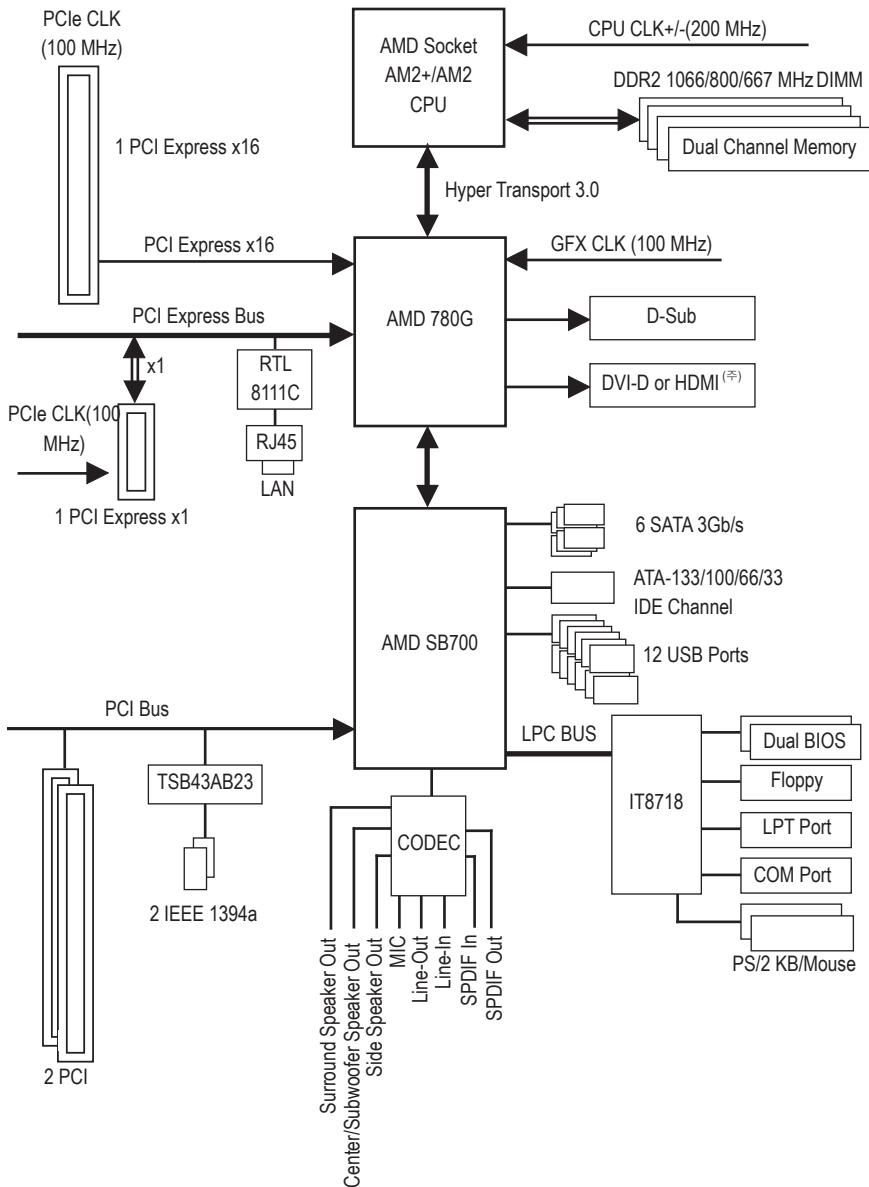 PCIe CLK
(100 MHz)
AMD Socket
AM2+/AM2
CPU
CPU CLK+/-(200 MHz)
DDR2 1066/800/667 MHz DIMM
Dual Channel Memory
1 PCI Express x16
Hyper Transport 3.0
PCI Express x16
GFX CLK (100 MHz)
AMD 780G
D-Sub
PCI Express Bus
x1
RTL
8111C
DVI-D or HDMI (주)
PCIe CLK(100
MHz)
RJ45
LAN
1 PCI Express x1
6 SATA 3Gb/s
ATA-133/100/66/33
IDE Channel
AMD SB700
12 USB Ports
PCI Bus
LPC BUS
Dual BIOS
TSB43AB23
IT8718
Floppy
CODEC
LPT Port
COM Port
2 IEEE 1394a
PS/2 KB/Mouse
Surround Speaker Out
Center/Subwoofer Speaker Out
Side Speaker Out
MIC
Line-Out
Line-In
SPDIF In
SPDIF Out
2 PCI